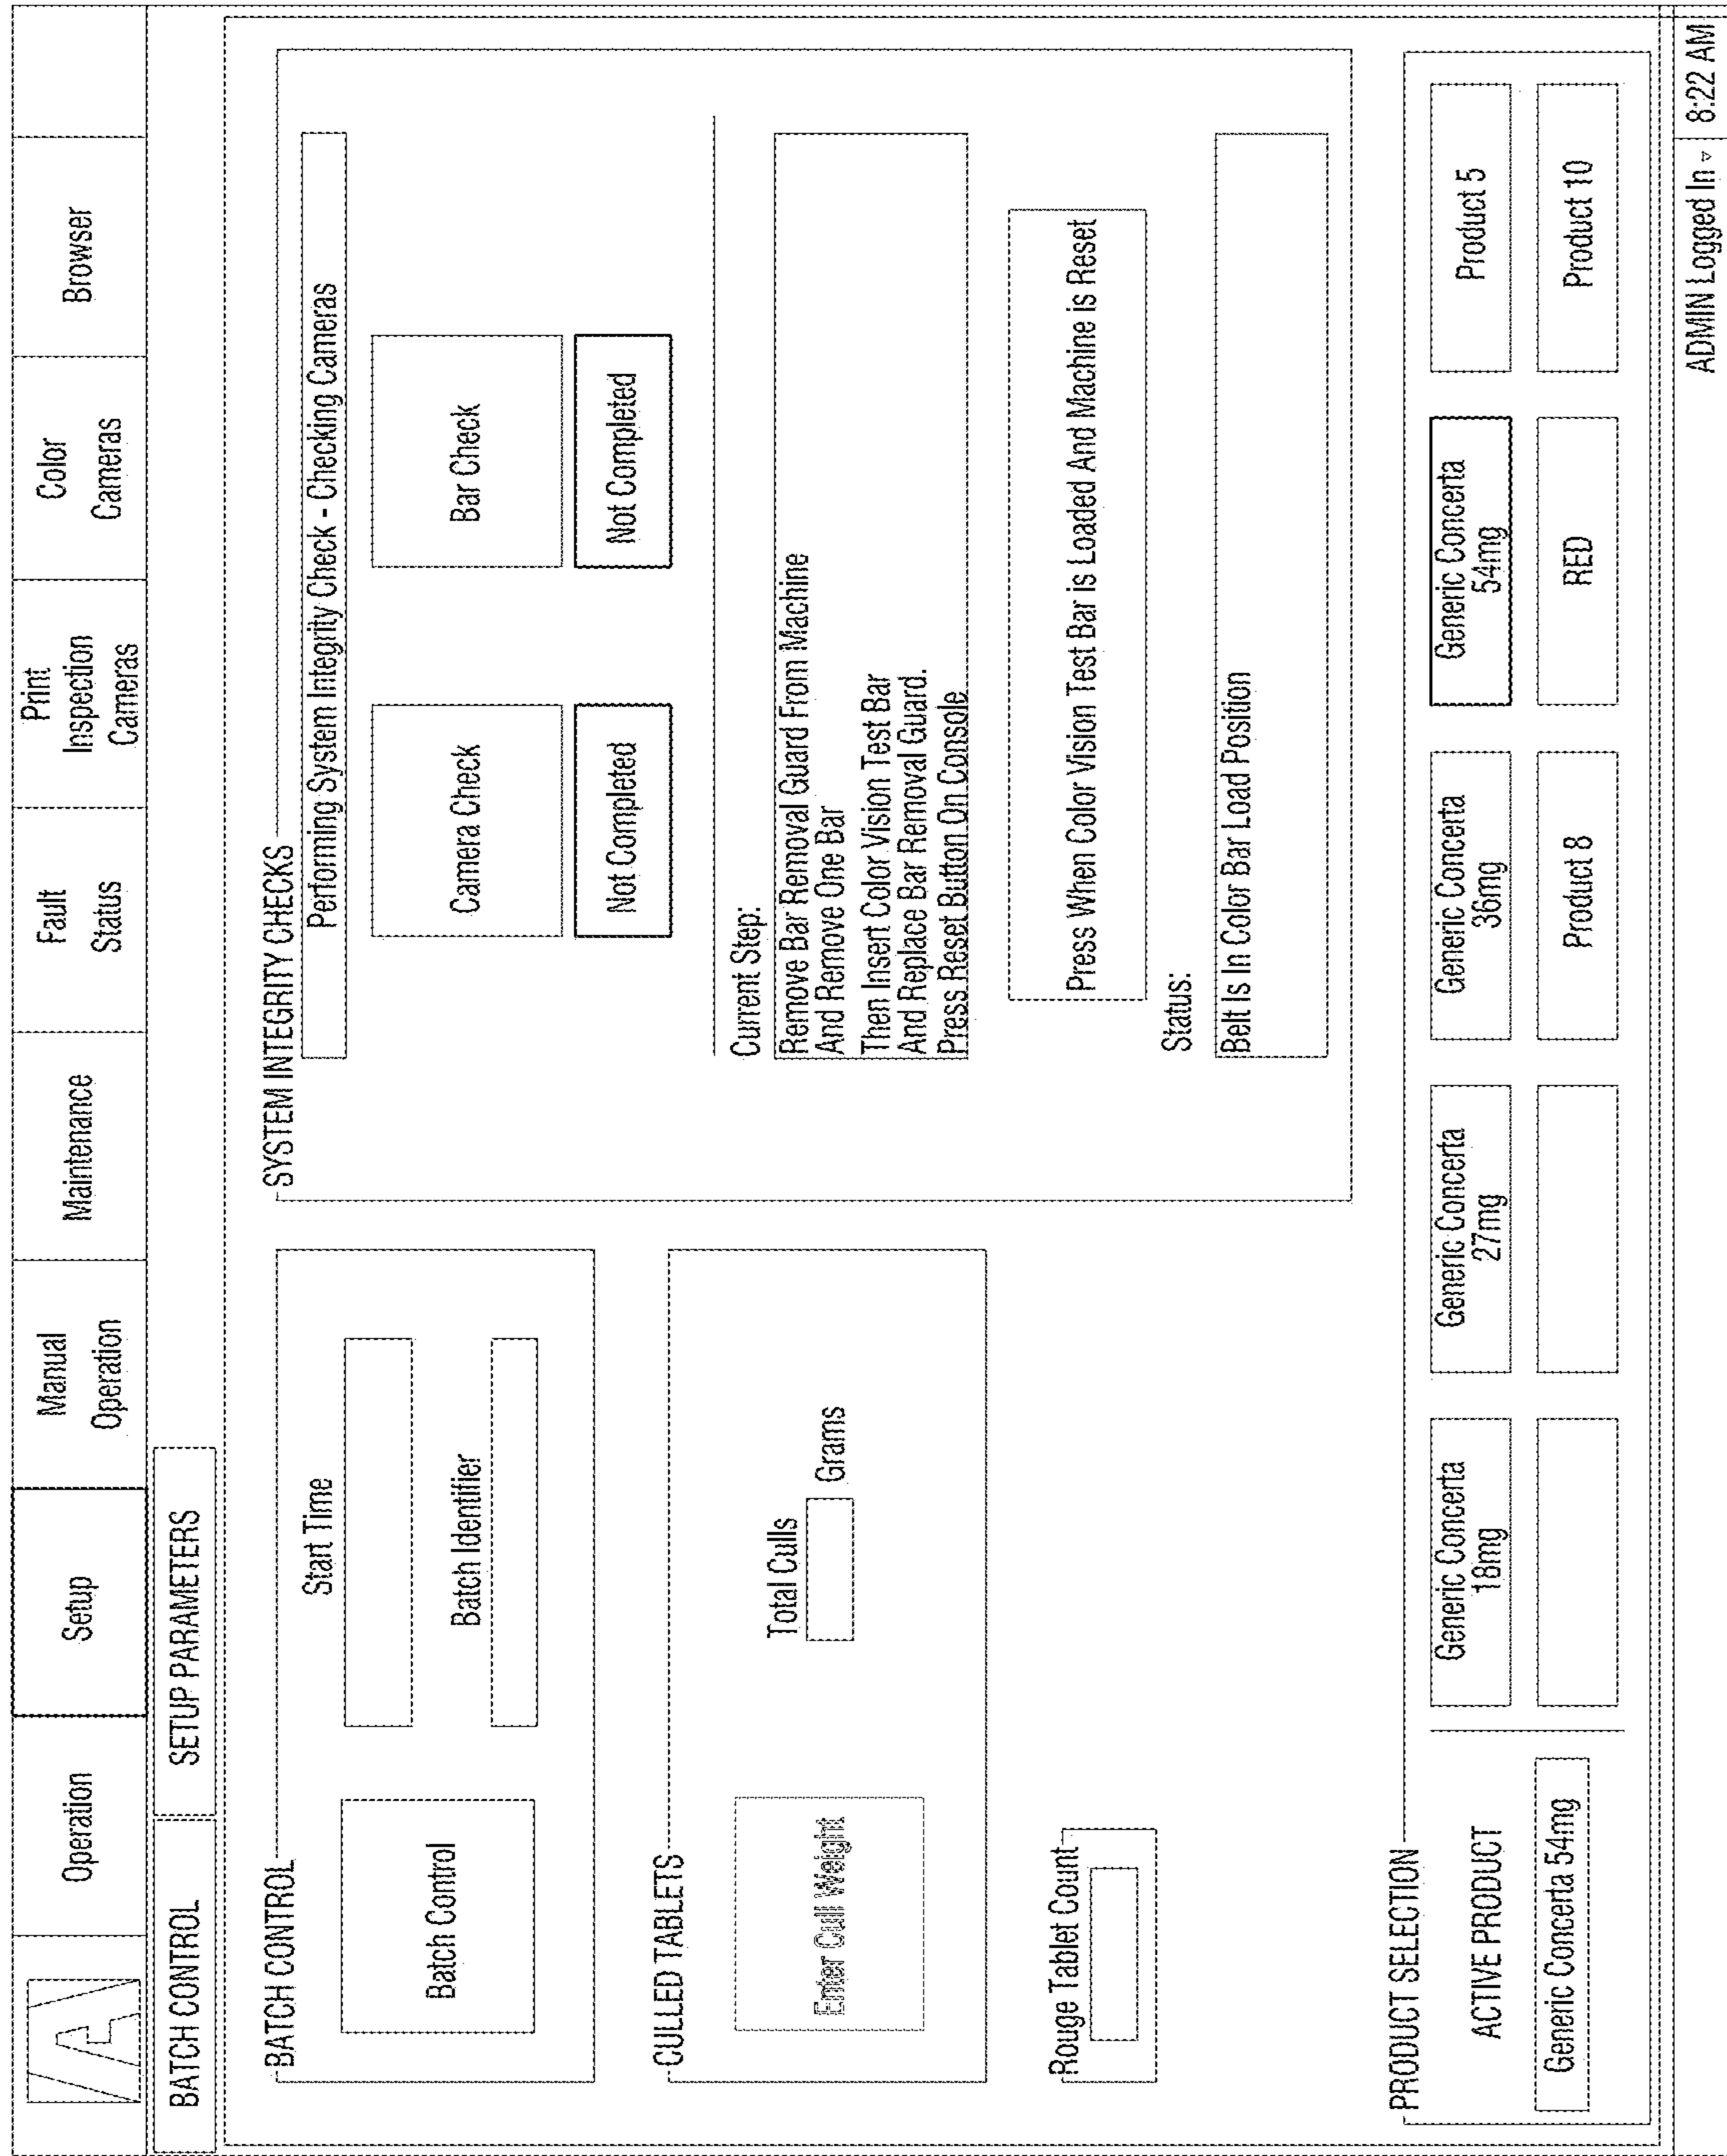 A
Operation
Setup
Manual
Operation
Maintenance
Fault
Status
Print
Inspection
Cameras
Color
Cameras
Browser
BATCH CONTROL
SETUP PARAMETERS
BATCH CONTROL
Batch Control
Start Time
Batch Identifier
CULLED TABLETS
Enter Cull Weight
Total Culls
Grams
Rouge Tablet Count
SYSTEM INTEGRITY CHECKS
Performing System Integrity Check - Checking Cameras
Camera Check
Bar Check
Not Completed
Not Completed
Current Step:
Remove Bar Removal Guard From Machine
And Remove One Bar
Then Insert Color Vision Test Bar
And Replace Bar Removal Guard.
Press Reset Button On Console
Press When Color Vision Test Bar is Loaded And Machine is Reset
Status:
Belt Is In Color Bar Load Position
PRODUCT SELECTION
ACTIVE PRODUCT
Generic Concerta 54mg
Generic Concerta
18mg
Generic Concerta
27mg
Generic Concerta
36mg
Generic Concerta
54mg
Product 5
Product 8
RED
Product 10
ADMIN Logged In
8:22 AM